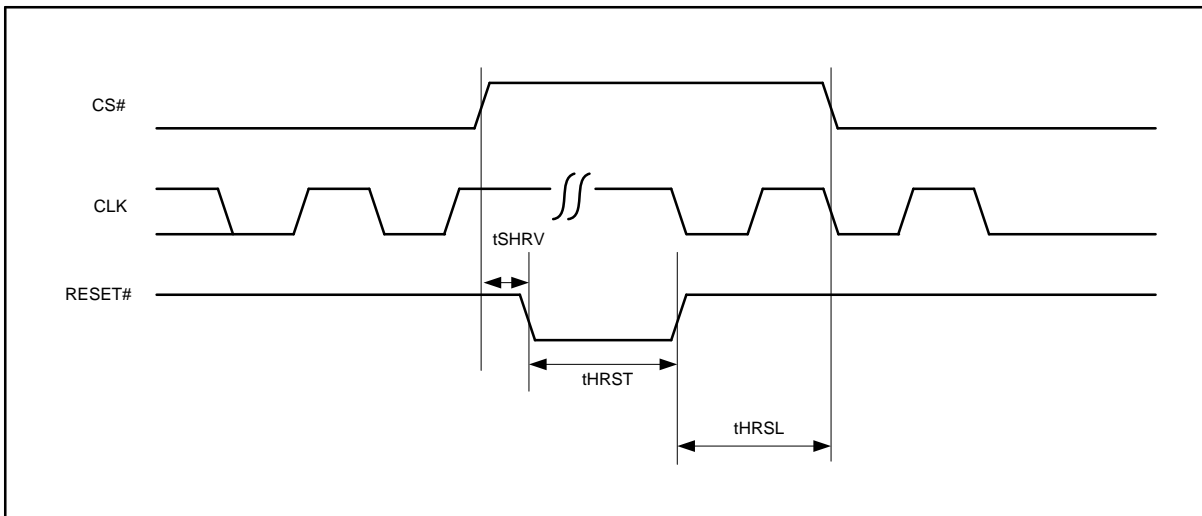 CS#
CLK
tSHRV
RESET#
tHRST
tHRSL